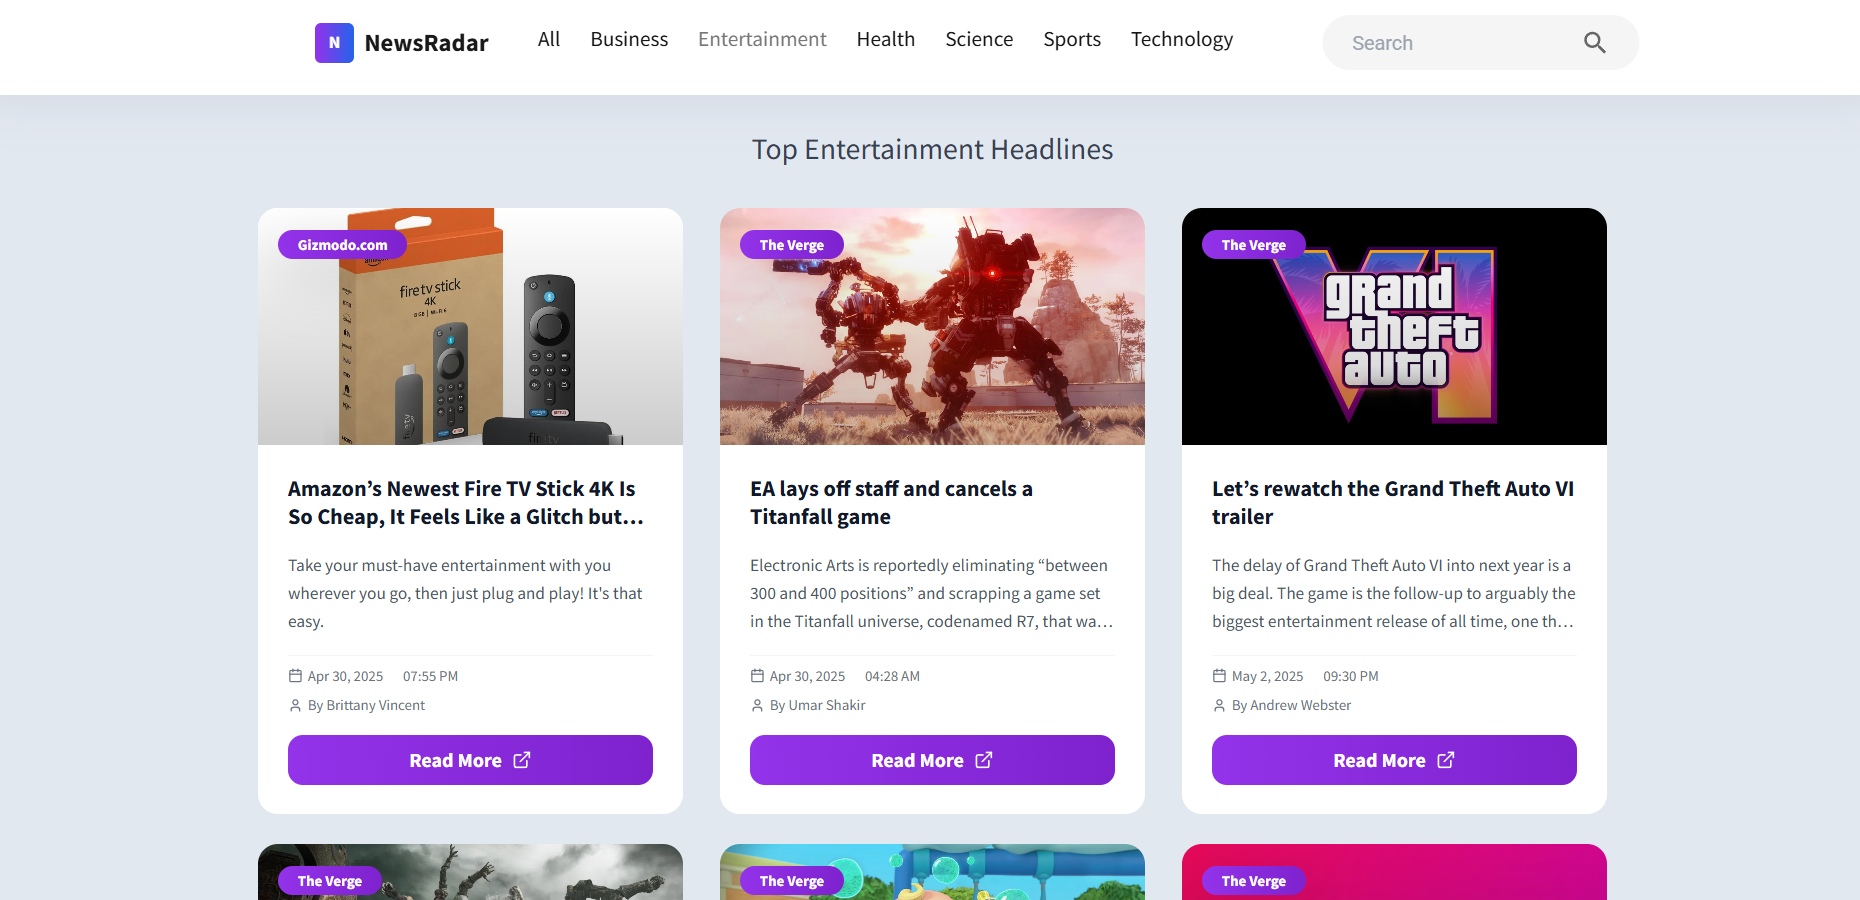 N NewsRadar All Business Entertainment Health Science Sports Technology Search
Top Entertainment Headlines
Gizmodo.com
fire tv stick
4K
8 GB | Wi-Fi 6
fire tv
Amazon’s Newest Fire TV Stick 4K Is
So Cheap, It Feels Like a Glitch but…
Take your must-have entertainment with you
wherever you go, then just plug and play! It's that
easy.
Apr 30, 2025 07:55 PM
By Brittany Vincent
Read More
The Verge
EA lays off staff and cancels a
Titanfall game
Electronic Arts is reportedly eliminating “between
300 and 400 positions” and scrapping a game set
in the Titanfall universe, codenamed R7, that wa…
Apr 30, 2025 04:28 AM
By Umar Shakir
Read More
The Verge
VI
grand
theft
auto
Let’s rewatch the Grand Theft Auto VI
trailer
The delay of Grand Theft Auto VI into next year is a
big deal. The game is the follow-up to arguably the
biggest entertainment release of all time, one th…
May 2, 2025 09:30 PM
By Andrew Webster
Read More
The Verge
The Verge
The Verge